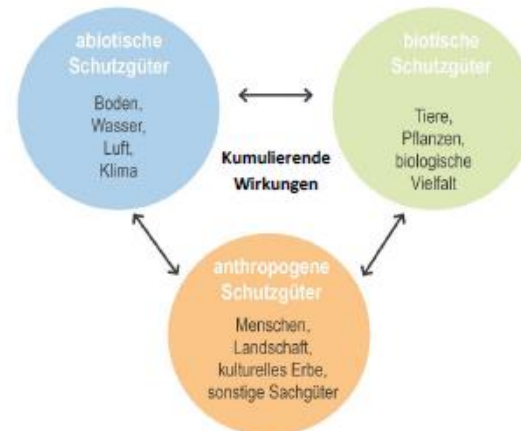 abiotische
Schutzgüter
Boden,
Wasser,
Luft,
Klima
biotische
Schutzgüter
Tiere,
Pflanzen,
biologische
Vielfalt
Kumulierende
Wirkungen
anthropogene
Schutzgüter
Menschen,
Landschaft,
kulturelles Erbe,
sonstige Sachgüter